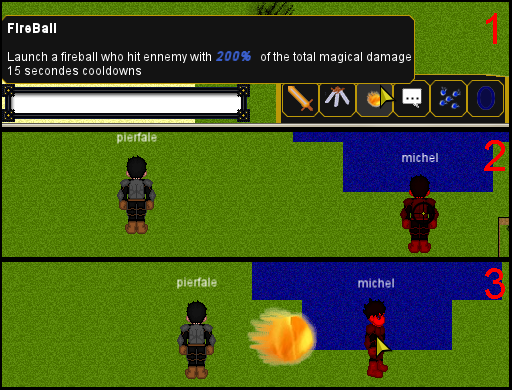 FireBall
1
Launch a fireball who hit ennemy with 200% of the total magical damage
15 secondes cooldowns
pierfale
michel
2
pierfale
michel
3